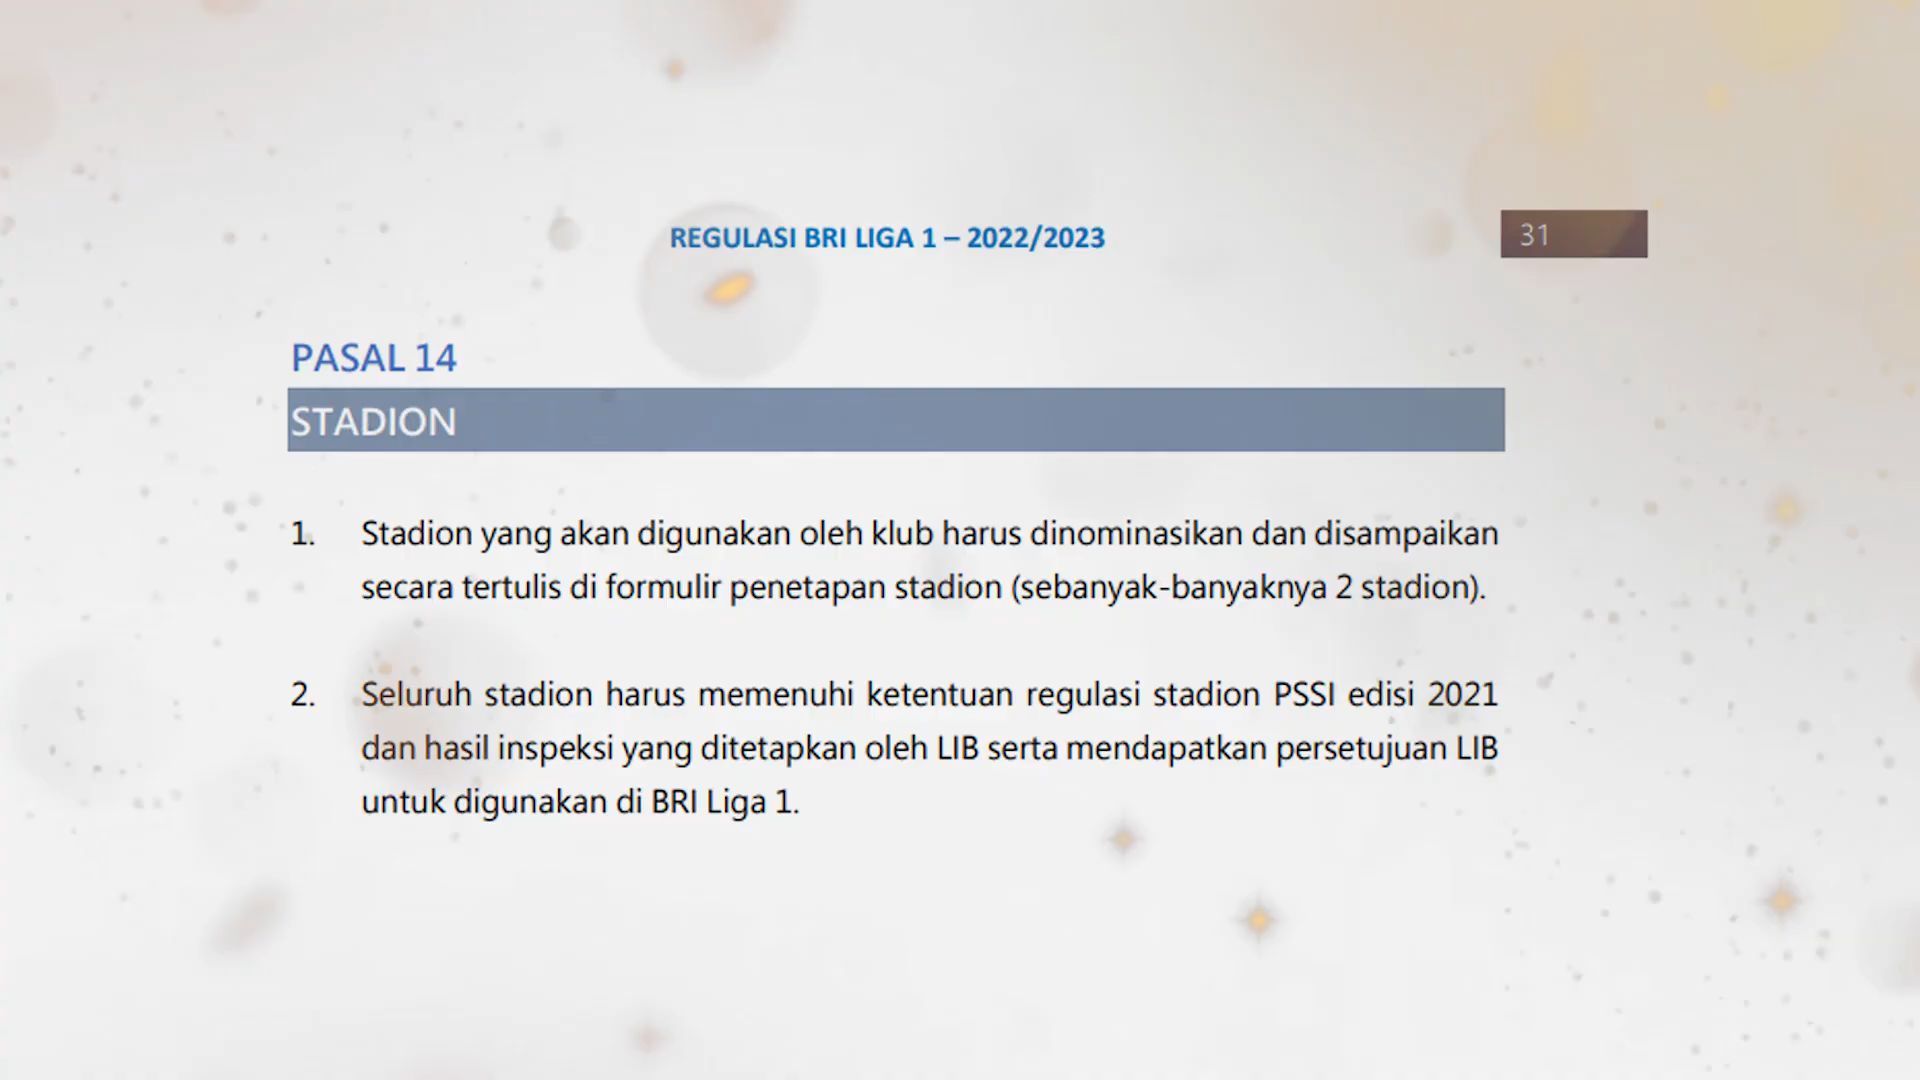 REGULASI BRI LIGA 1 – 2022/2023
31
PASAL 14
STADION
1. Stadion yang akan digunakan oleh klub harus dinominasikan dan disampaikan
secara tertulis di formulir penetapan stadion (sebanyak-banyaknya 2 stadion).
2. Seluruh stadion harus memenuhi ketentuan regulasi stadion PSSI edisi 2021
dan hasil inspeksi yang ditetapkan oleh LIB serta mendapatkan persetujuan LIB
untuk digunakan di BRI Liga 1.